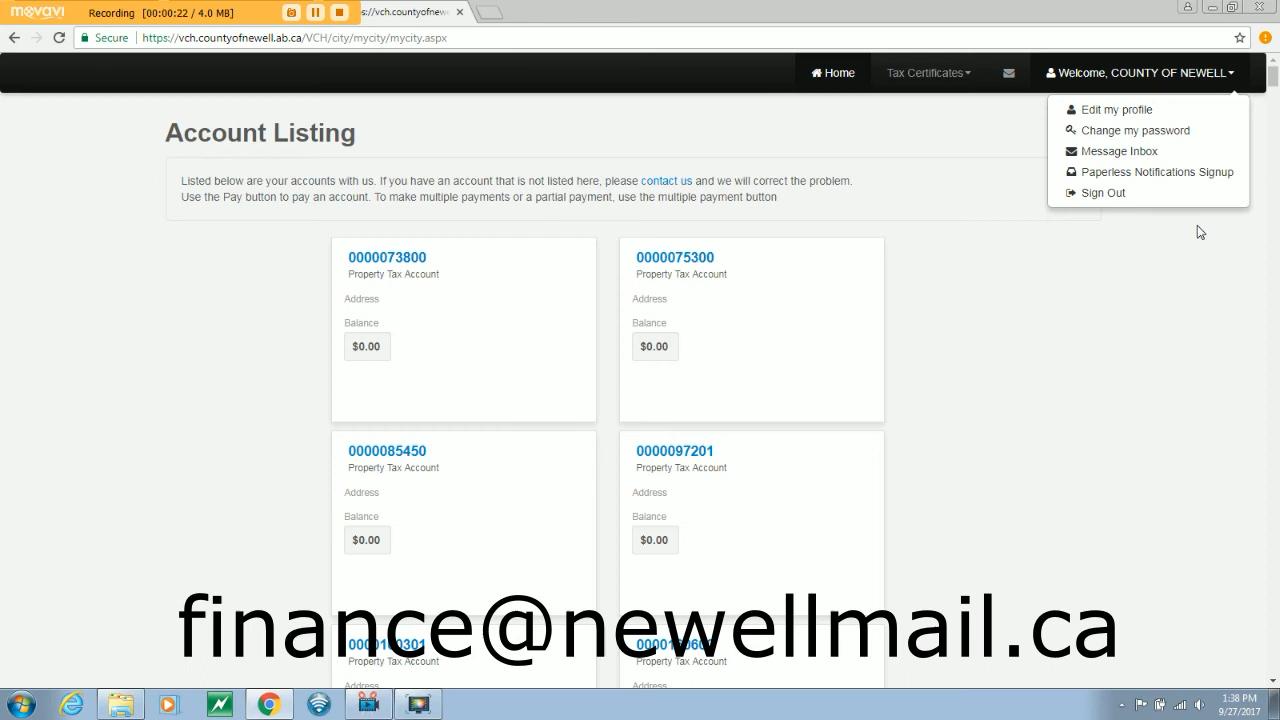 movavi Recording [00:00:22 / 4.0 MB]
s://vch.countyofnewe
Secure https://vch.countyofnewell.ab.ca/VCH/city/mycity/mycity.aspx
Home Tax Certificates Welcome, COUNTY OF NEWELL
Edit my profile
Change my password
Message Inbox
Paperless Notifications Signup
Sign Out
Account Listing
Listed below are your accounts with us. If you have an account that is not listed here, please contact us and we will correct the problem.
Use the Pay button to pay an account. To make multiple payments or a partial payment, use the multiple payment button
0000073800
Property Tax Account
Address
Balance
$0.00
0000075300
Property Tax Account
Address
Balance
$0.00
0000085450
Property Tax Account
Address
Balance
$0.00
0000097201
Property Tax Account
Address
Balance
$0.00
finance@newellmail.ca
Property Tax Account
Address
Property Tax Account
Address
1:38 PM
9/27/2017